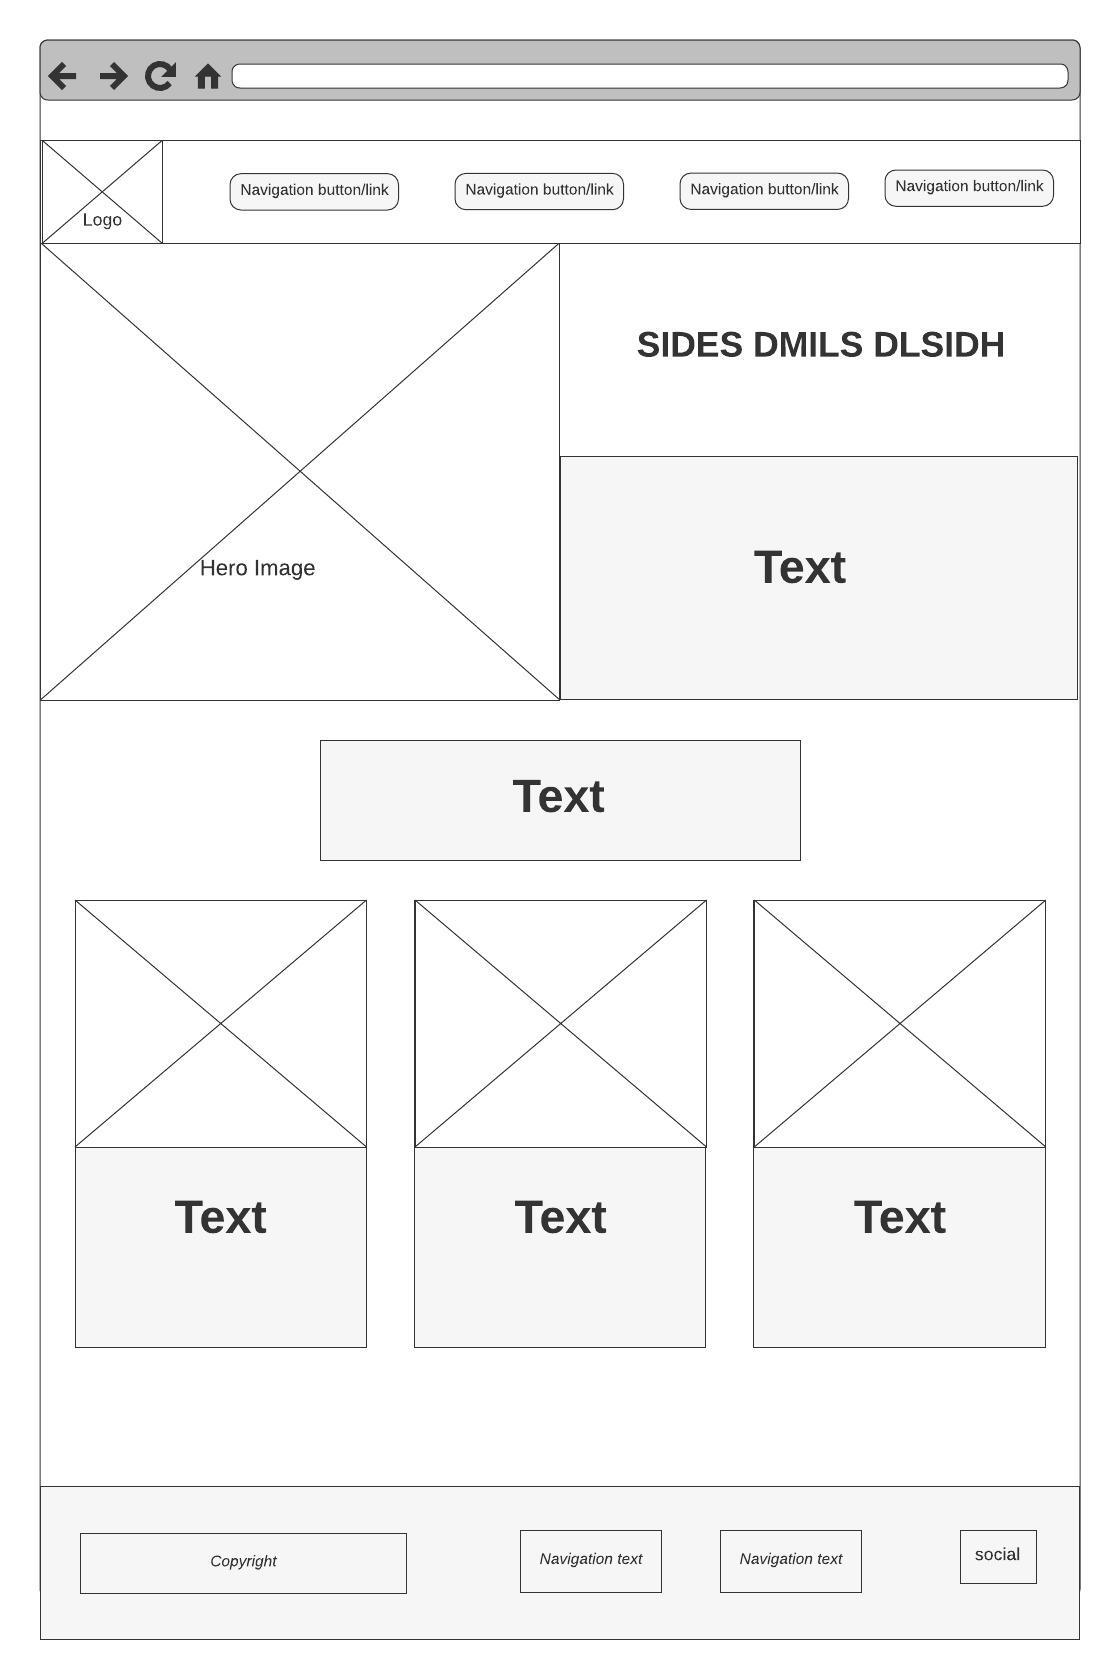 Logo
Navigation button/link
Navigation button/link
Navigation button/link
Navigation button/link
SIDES DMILS DLSIDH
Hero Image
Text
Text
Text
Text
Text
Copyright
Navigation text
Navigation text
social